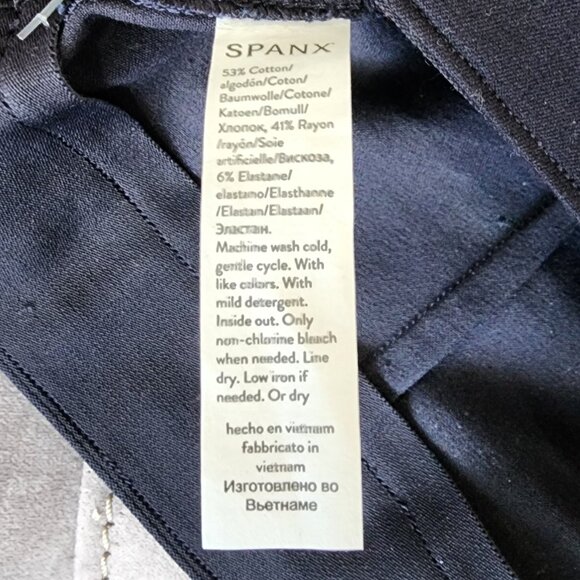 SPANX
53% Cotton/
algodón/Coton/
Baumwolle/Cotone/
Katoen/Bomull/
Хлопок, 41% Rayon
/rayón/Soie
artificielle/Вискоза,
6% Elastane/
elastano/Elasthanne
/Elastan/Elastaan/
Эластан.
Machine wash cold,
gentle cycle. With
like colors. With
mild detergent.
Inside out. Only
non-chlorine bleach
when needed. Line
dry. Low iron if
needed. Or dry
hecho en vietnam
fabbricato in
vietnam
Изготовлено во
Вьетнаме